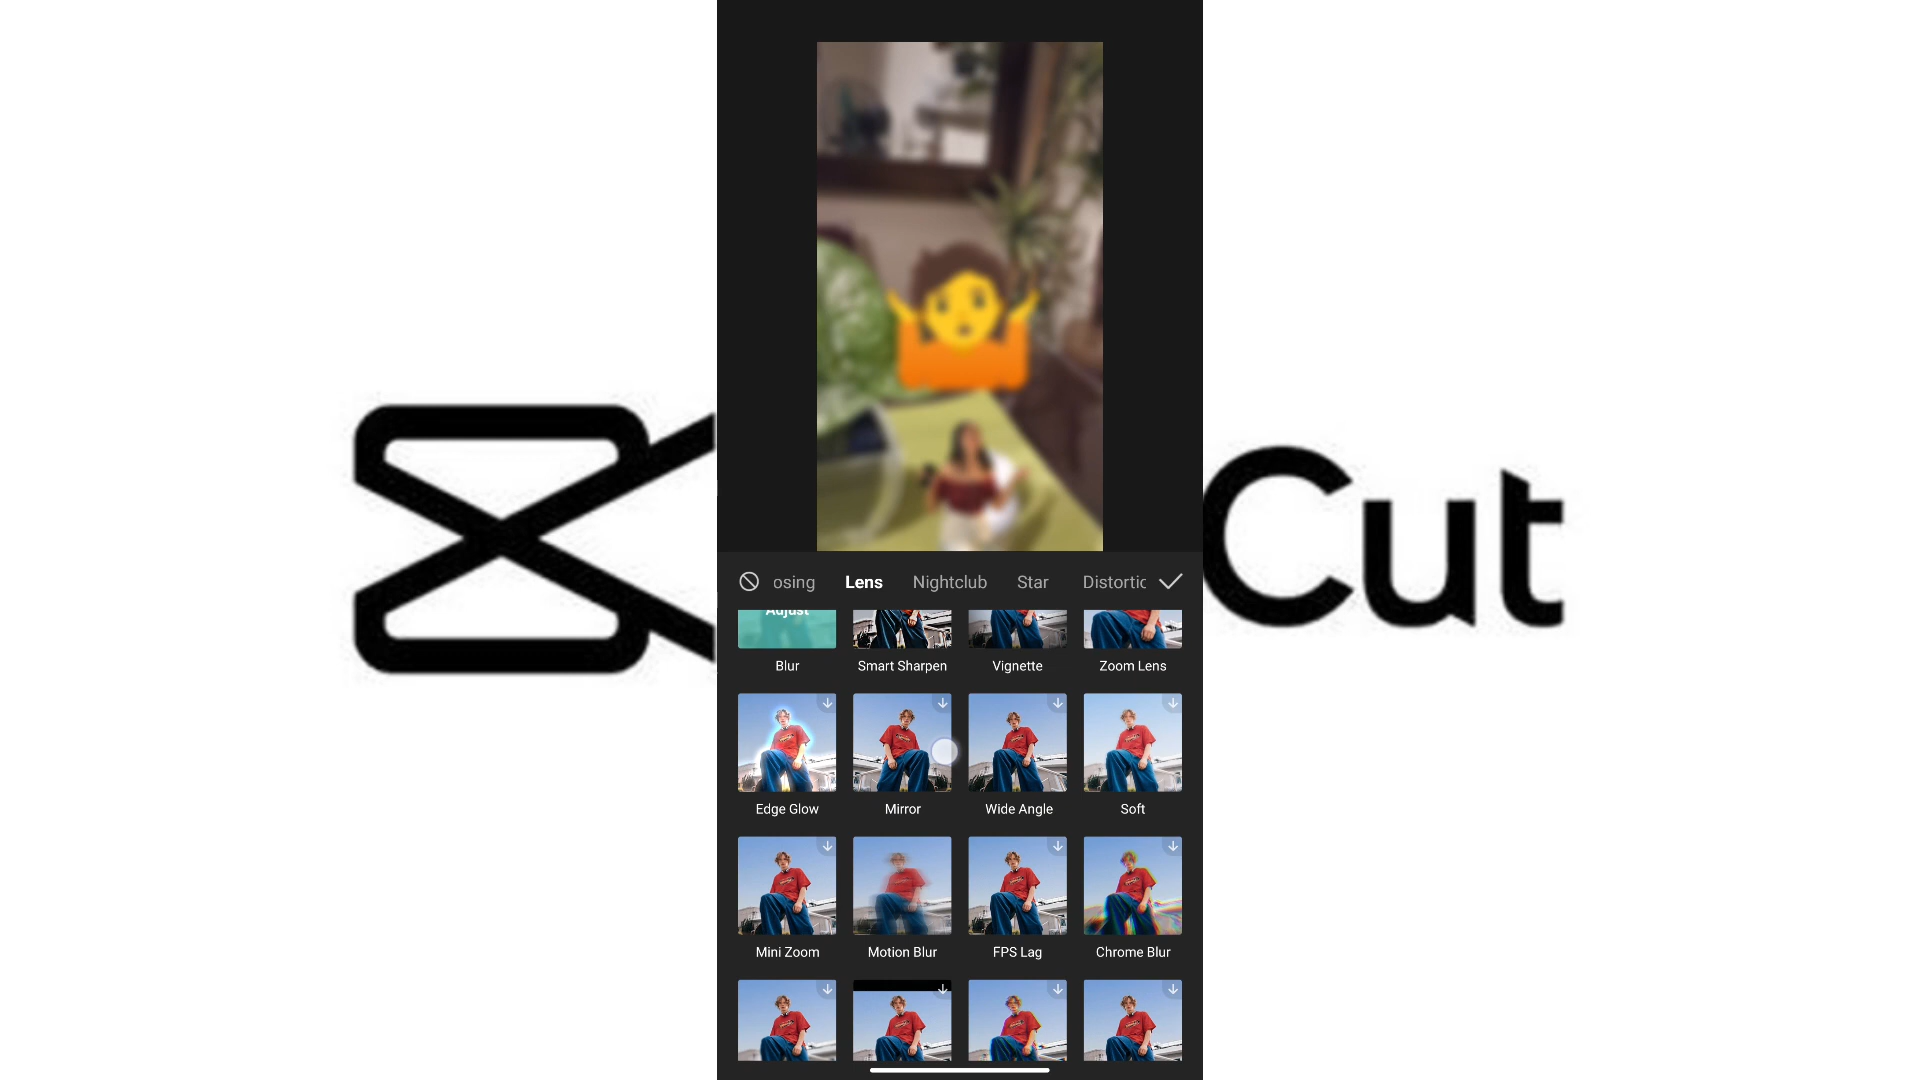 Cut
osing Lens Nightclub Star Distortic
Adjust
Blur Smart Sharpen Vignette Zoom Lens
Edge Glow Mirror Wide Angle Soft
Mini Zoom Motion Blur FPS Lag Chrome Blur